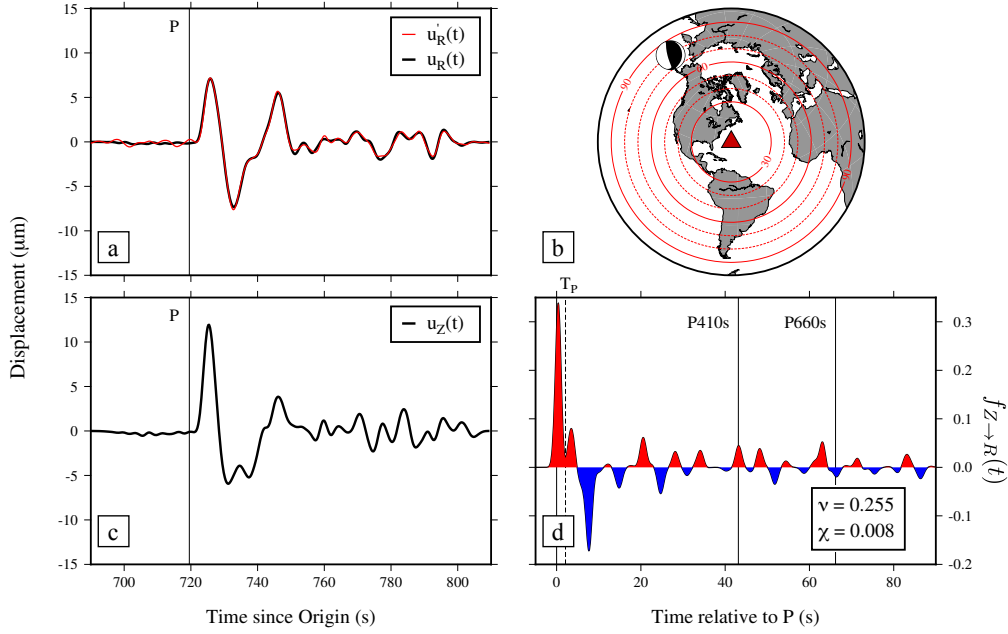 15
10
5
0
-5
-10
-15
P
u'R(t)
uR(t)
a
90
60
30
90
b
Displacement (µm)
15
10
5
0
-5
-10
-15
P
uZ(t)
c
700 720 740 760 780 800
Time since Origin (s)
TP
P410s
P660s
0.3
0.2
0.1
0.0
-0.1
-0.2
fZ→R(t)
d
ν = 0.255
χ = 0.008
0 20 40 60 80
Time relative to P (s)